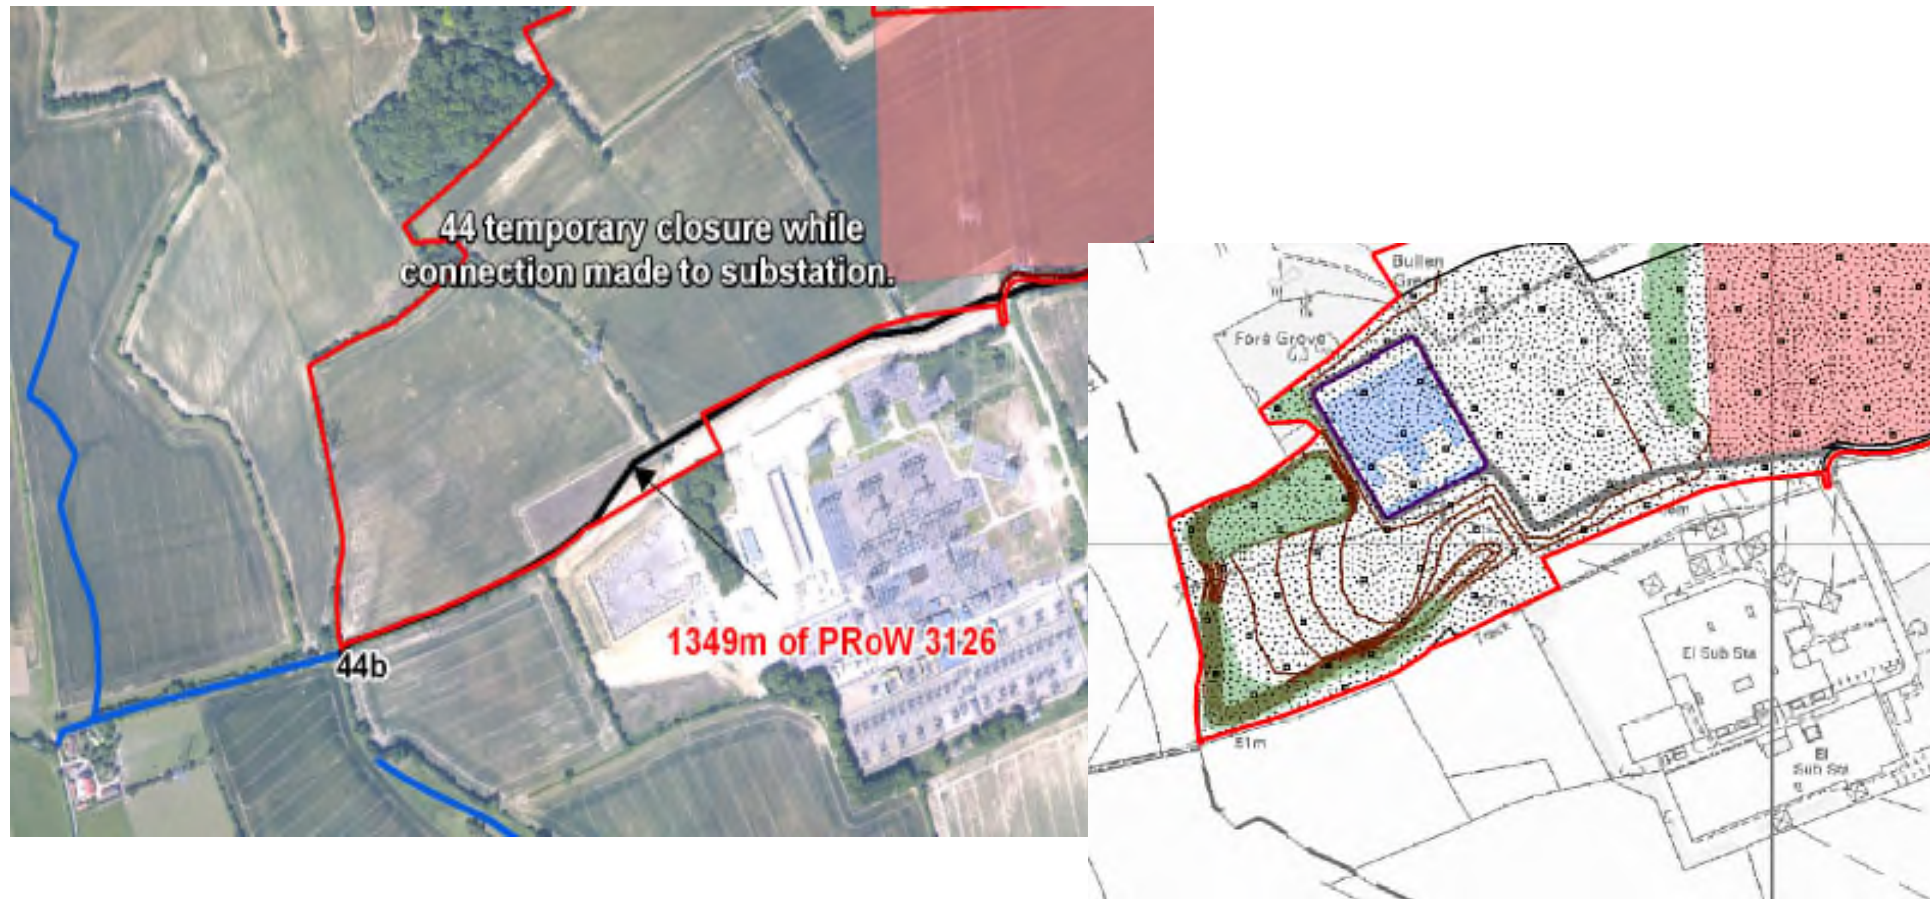 44 temporary closure while
connection made to substation.
1349m of PRoW 3126
44b
Bullen
Fore Grove
Track
El Sub Sta
51m
El
Sub Sta